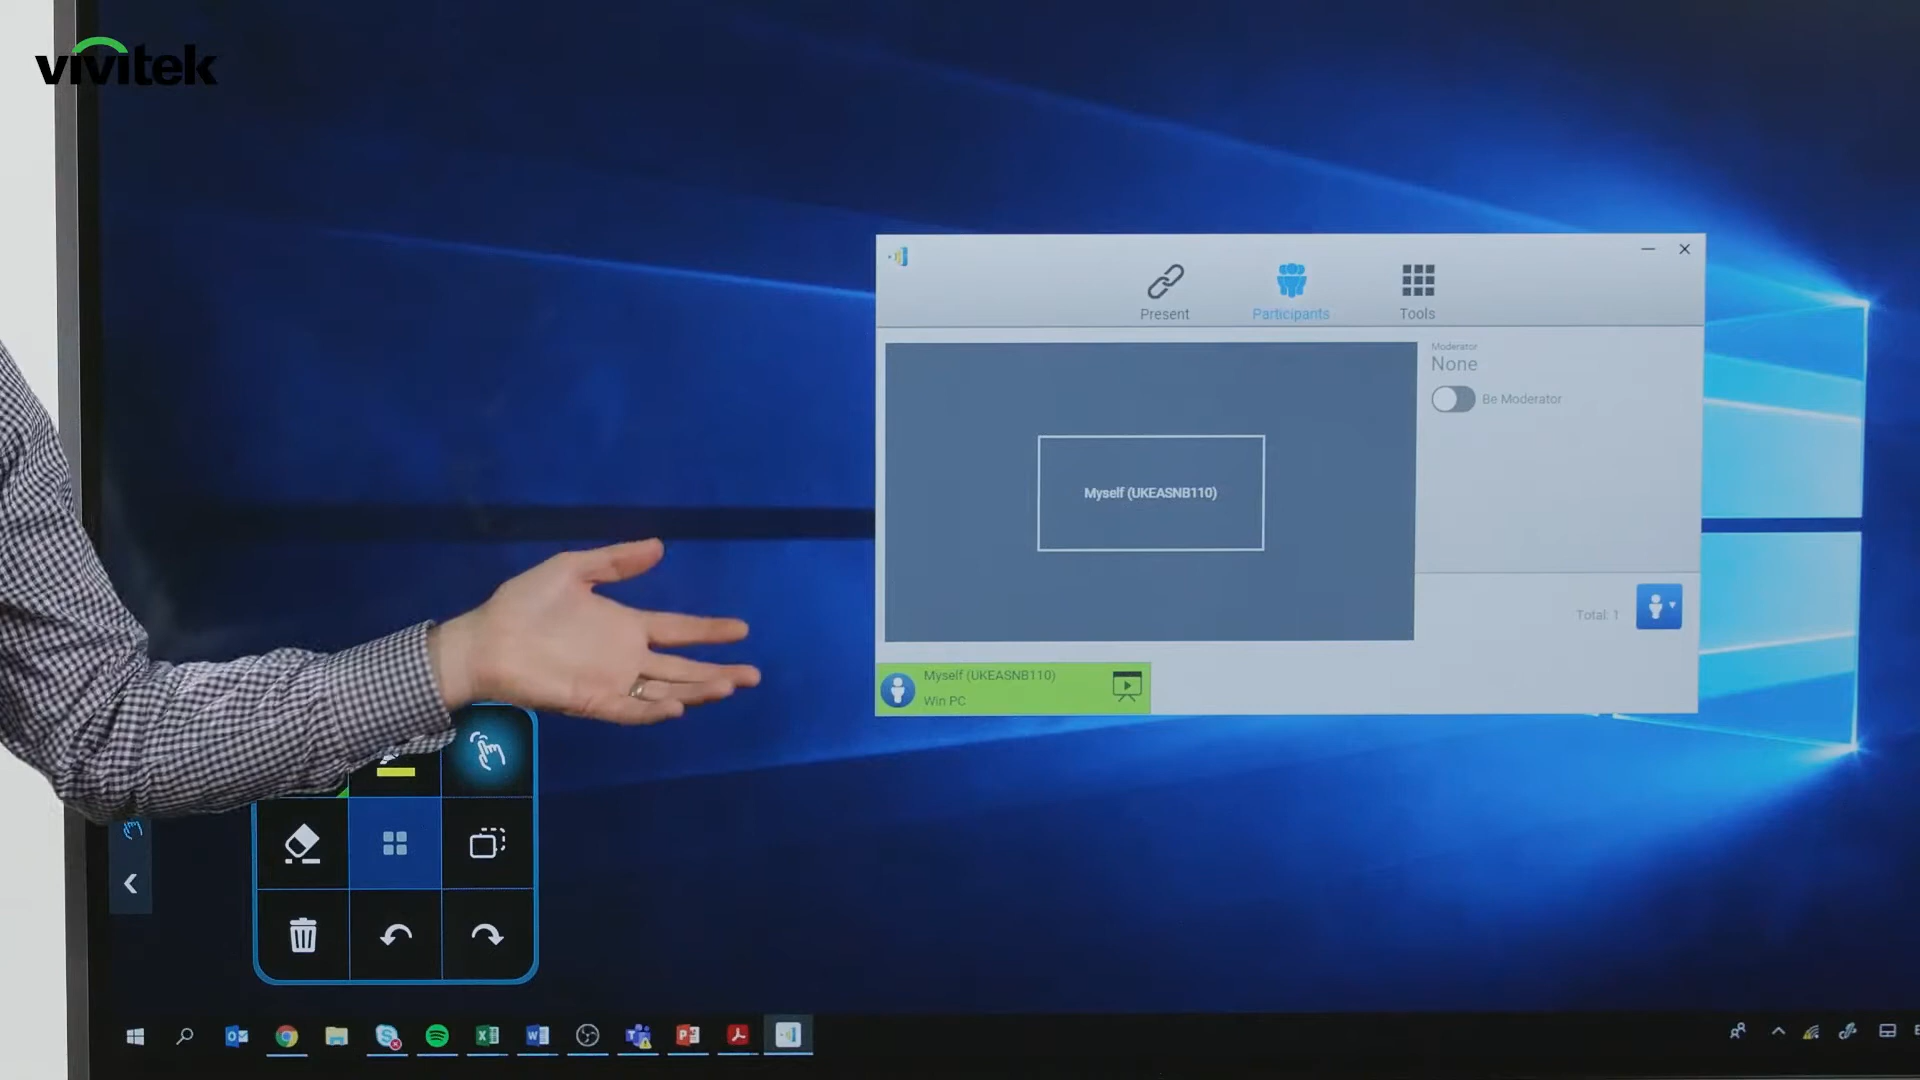 vivitek
Present
Participants
Tools
Moderator
None
Be Moderator
Myself (UKEASNB110)
Total: 1
Myself (UKEASNB110)
Win PC